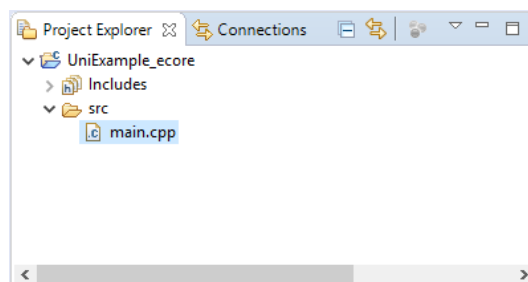 Project Explorer Connections
UniExample_ecore
Includes
src
main.cpp